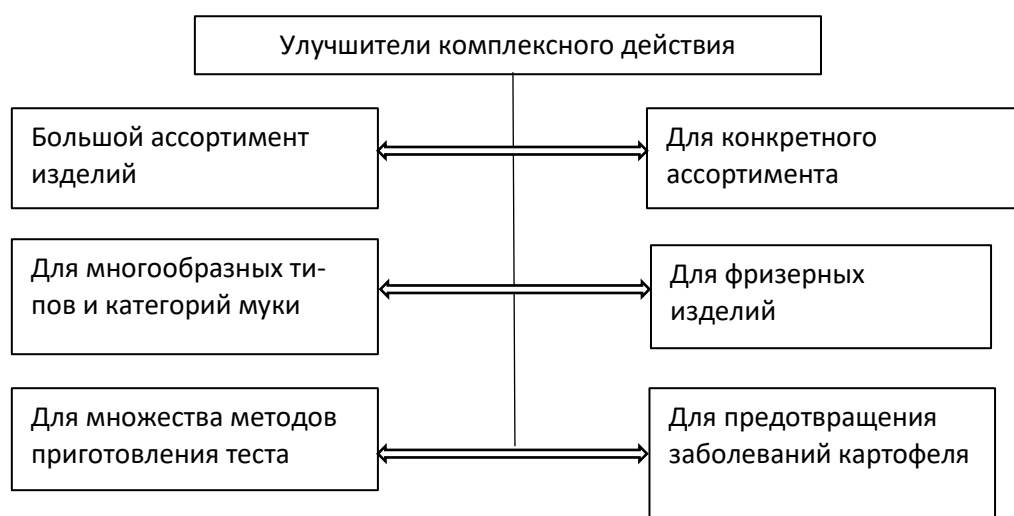 Улучшители комплексного действия
Большой ассортимент
изделий
Для конкретного
ассортимента
Для многообразных ти-
пов и категорий муки
Для фризерных
изделий
Для множества методов
приготовления теста
Для предотвращения
заболеваний картофеля